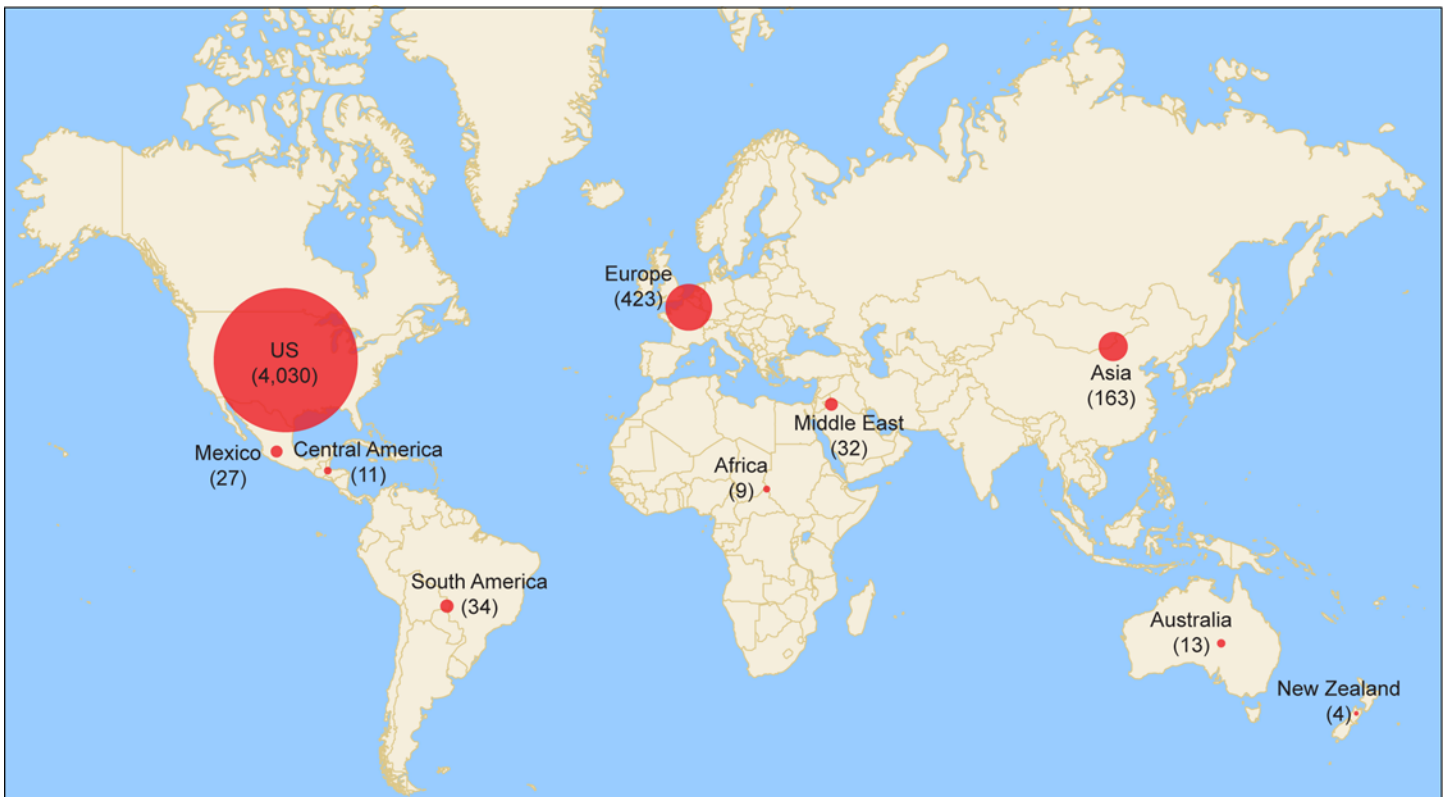 Europe
(423)
US
(4,030)
Asia
(163)
Middle East
(32)
Mexico
(27)
Central America
(11)
Africa
(9)
South America
(34)
Australia
(13)
New Zealand
(4)